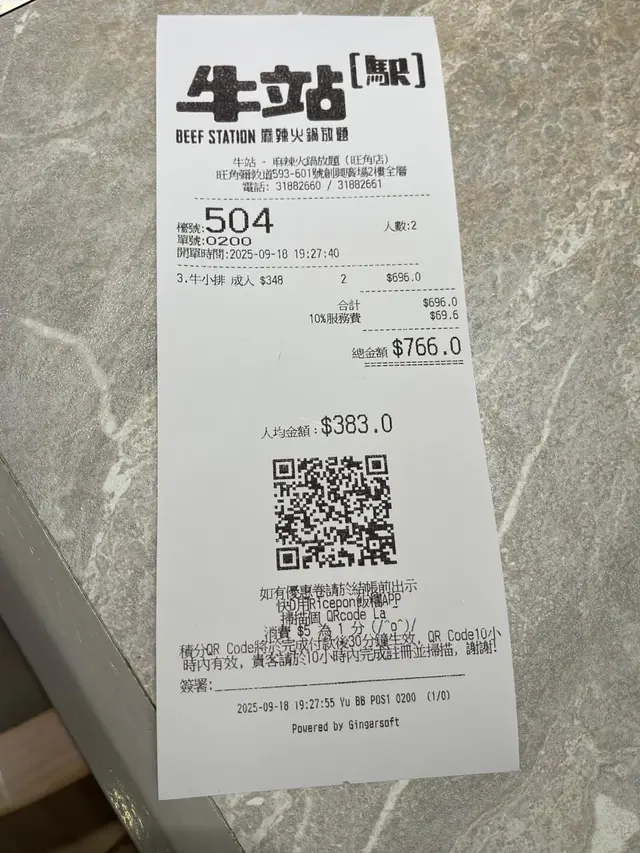 牛站[駅]
BEEF STATION 麻辣火鍋放題
牛站 - 麻辣火鍋放題 (旺角店)
旺角彌敦道593-601號創興廣場2樓全層
電話: 31882660 / 31882661
檯號:504 人數:2
單號:0200
開單時間:2025-09-18 19:27:40
3.牛小排 成人 $348 2 $696.0
合計 $696.0
10%服務費 $69.6
總金額 $766.0
人均金額:$383.0
如有優惠卷請於結帳前出示
快D用Ricepon飯糰APP
掃描個 QRcode La
消費 $5 為 1 分 (/^o^)/
積分QR Code將於完成付款後30分鐘生效, QR Code10小
時內有效, 貴客請於10小時內完成註冊並掃描, 謝謝!
簽署:
2025-09-18 19:27:55 Yu BB POS1 0200 (1/0)
Powered by Gingersoft